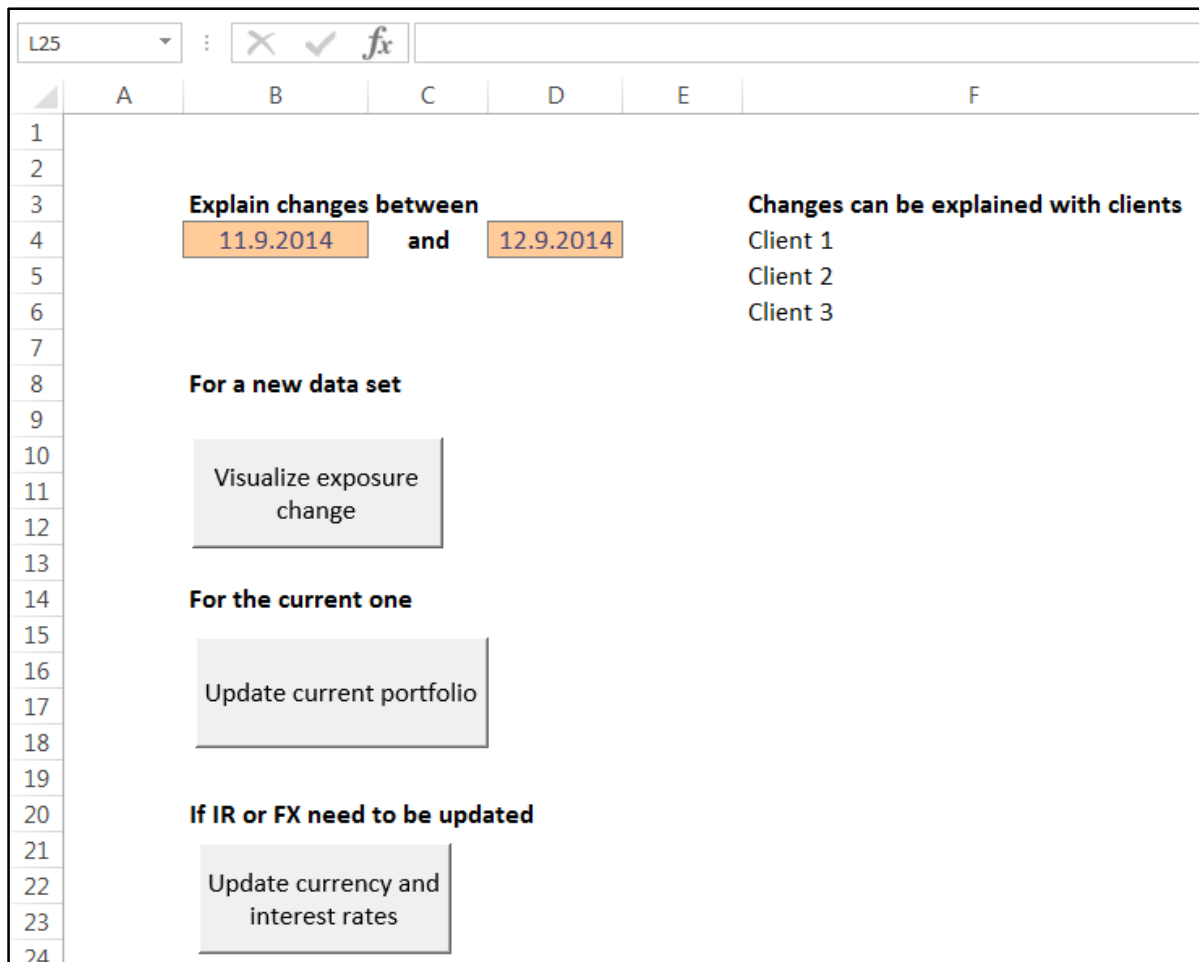 L25 fx
A B C D E F
1
2
3 Explain changes between Changes can be explained with clients
4 11.9.2014 and 12.9.2014 Client 1
5 Client 2
6 Client 3
7
8 For a new data set
9
10 Visualize exposure
11 change
12
13
14 For the current one
15
16
17 Update current portfolio
18
19
20 If IR or FX need to be updated
21
22 Update currency and
23 interest rates
24